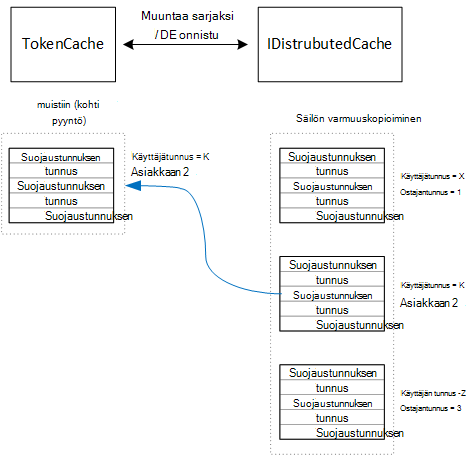 TokenCache
Muuntaa sarjaksi
/ DE onnistu
IDistrubutedCache
muistiin (kohti
pyyntö)
Säilön varmuuskopioiminen
Suojaustunnuksen
tunnus
Suojaustunnuksen
tunnus
Suojaustunnuksen
Käyttäjätunnus = K
Asiakkaan 2
Suojaustunnuksen
tunnus
Suojaustunnuksen
tunnus
Suojaustunnuksen
Käyttäjätunnus = X
Ostajantunnus = 1
Suojaustunnuksen
tunnus
Suojaustunnuksen
tunnus
Suojaustunnuksen
Käyttäjätunnus = K
Asiakkaan 2
Suojaustunnuksen
tunnus
Suojaustunnuksen
tunnus
Suojaustunnuksen
Käyttäjän tunnus -Z
Ostajantunnus = 3